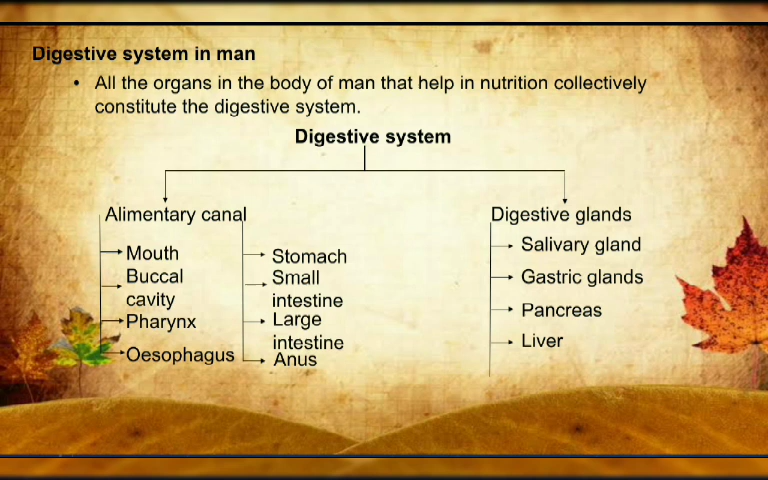 Digestive system in man
• All the organs in the body of man that help in nutrition collectively
constitute the digestive system.
Digestive system
Alimentary canal
Mouth
Buccal
cavity
Pharynx
Oesophagus
Stomach
Small
intestine
Large
intestine
Anus
Digestive glands
Salivary gland
Gastric glands
Pancreas
Liver